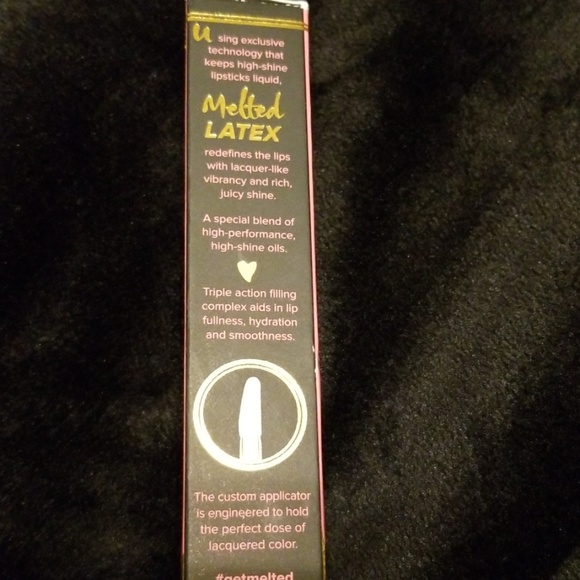 Using exclusive
technology that
keeps high-shine
lipsticks liquid,
Melted
LATEX
redefines the lips
with lacquer-like
vibrancy and rich,
juicy shine.
A special blend of
high-performance,
high-shine oils.
Triple action filling
complex aids in lip
fullness, hydration
and smoothness.
The custom applicator
is engineered to hold
the perfect dose of
lacquered color.
#getmelted